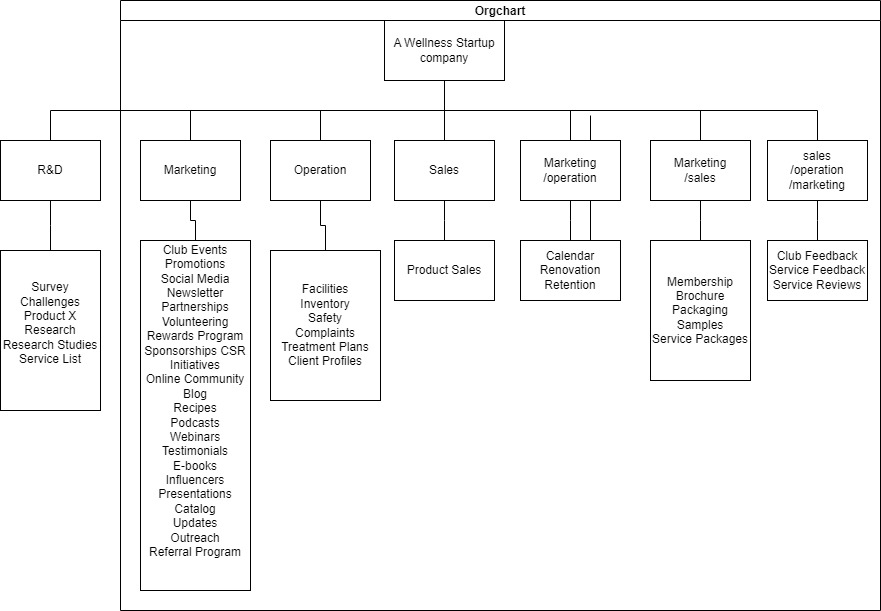 Orgchart
A Wellness Startup
company
R&D
Marketing
Operation
Sales
Marketing
/operation
Marketing
/sales
sales
/operation
/marketing
Survey
Challenges
Product X
Research
Research Studies
Service List
Club Events
Promotions
Social Media
Newsletter
Partnerships
Volunteering
Rewards Program
Sponsorships CSR
Initiatives
Online Community
Blog
Recipes
Podcasts
Webinars
Testimonials
E-books
Influencers
Presentations
Catalog
Updates
Outreach
Referral Program
Facilities
Inventory
Safety
Complaints
Treatment Plans
Client Profiles
Product Sales
Calendar
Renovation
Retention
Membership
Brochure
Packaging
Samples
Service Packages
Club Feedback
Service Feedback
Service Reviews